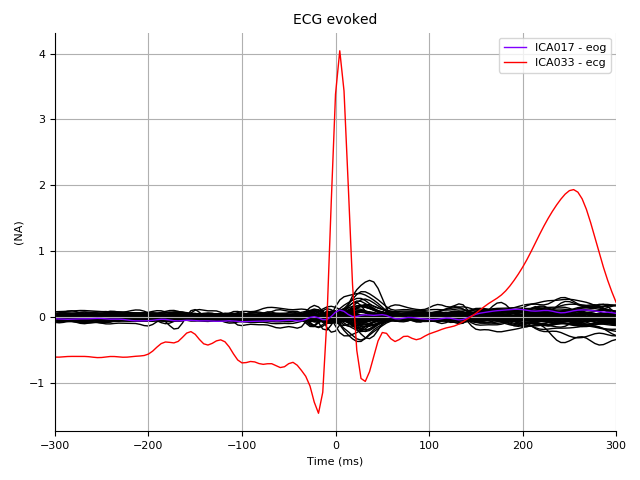 ECG evoked
ICA017 - eog
ICA033 - ecg
(NA)
4
3
2
1
0
−1
−300
−200
−100
0
100
200
300
Time (ms)